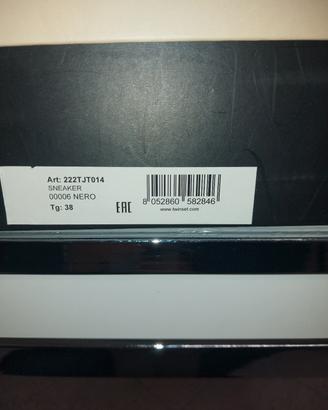 Art: 222TJT014
SNEAKER
00006 NERO
Tg: 38
EAC
8 052860 582846
www.twinset.com